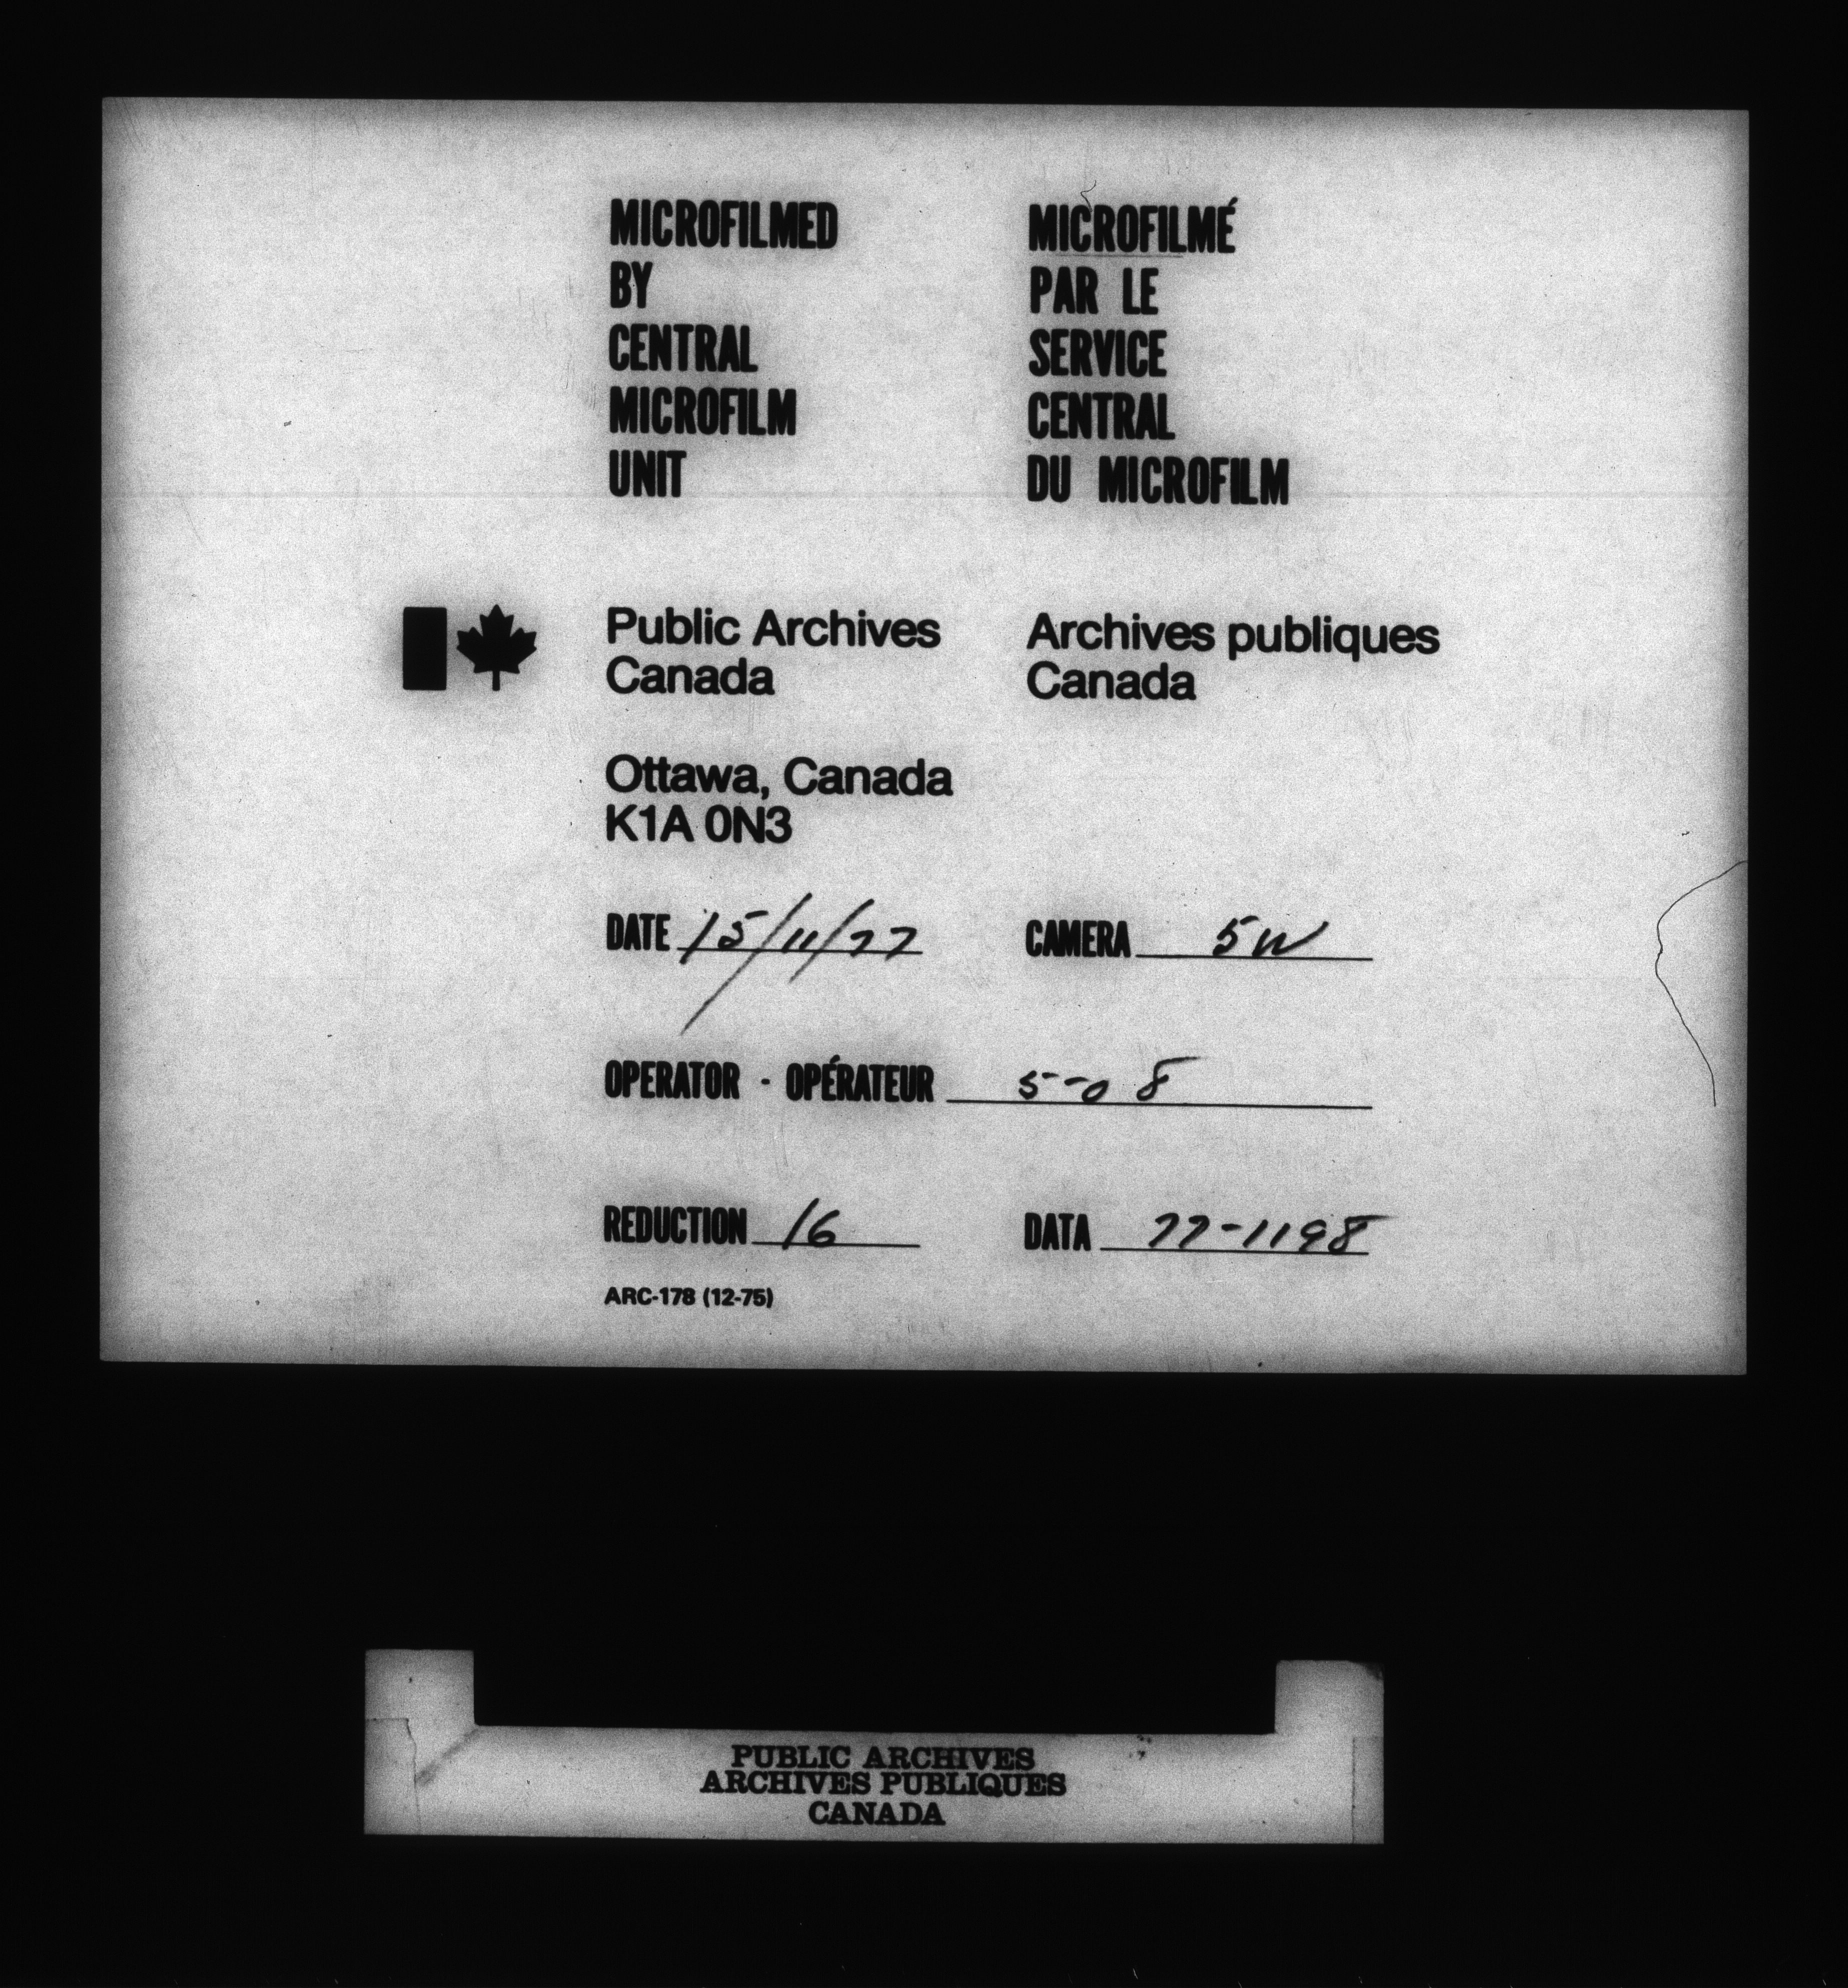 MICROFILMED
BY
CENTRAL
MICROFILM
UNIT
MICROFILMÉ
PAR LE
SERVICE
CENTRAL
DU MICROFILM
Public Archives
Canada
Archives publiques
Canada
Ottawa, Canada
K1A 0N3
DATE 15/11/77
CAMERA 5W
OPERATOR - OPÉRATEUR 508
REDUCTION 16
DATA 77-1198
ARC-178 (12-75)
PUBLIC ARCHIVES
ARCHIVES PUBLIQUES
CANADA